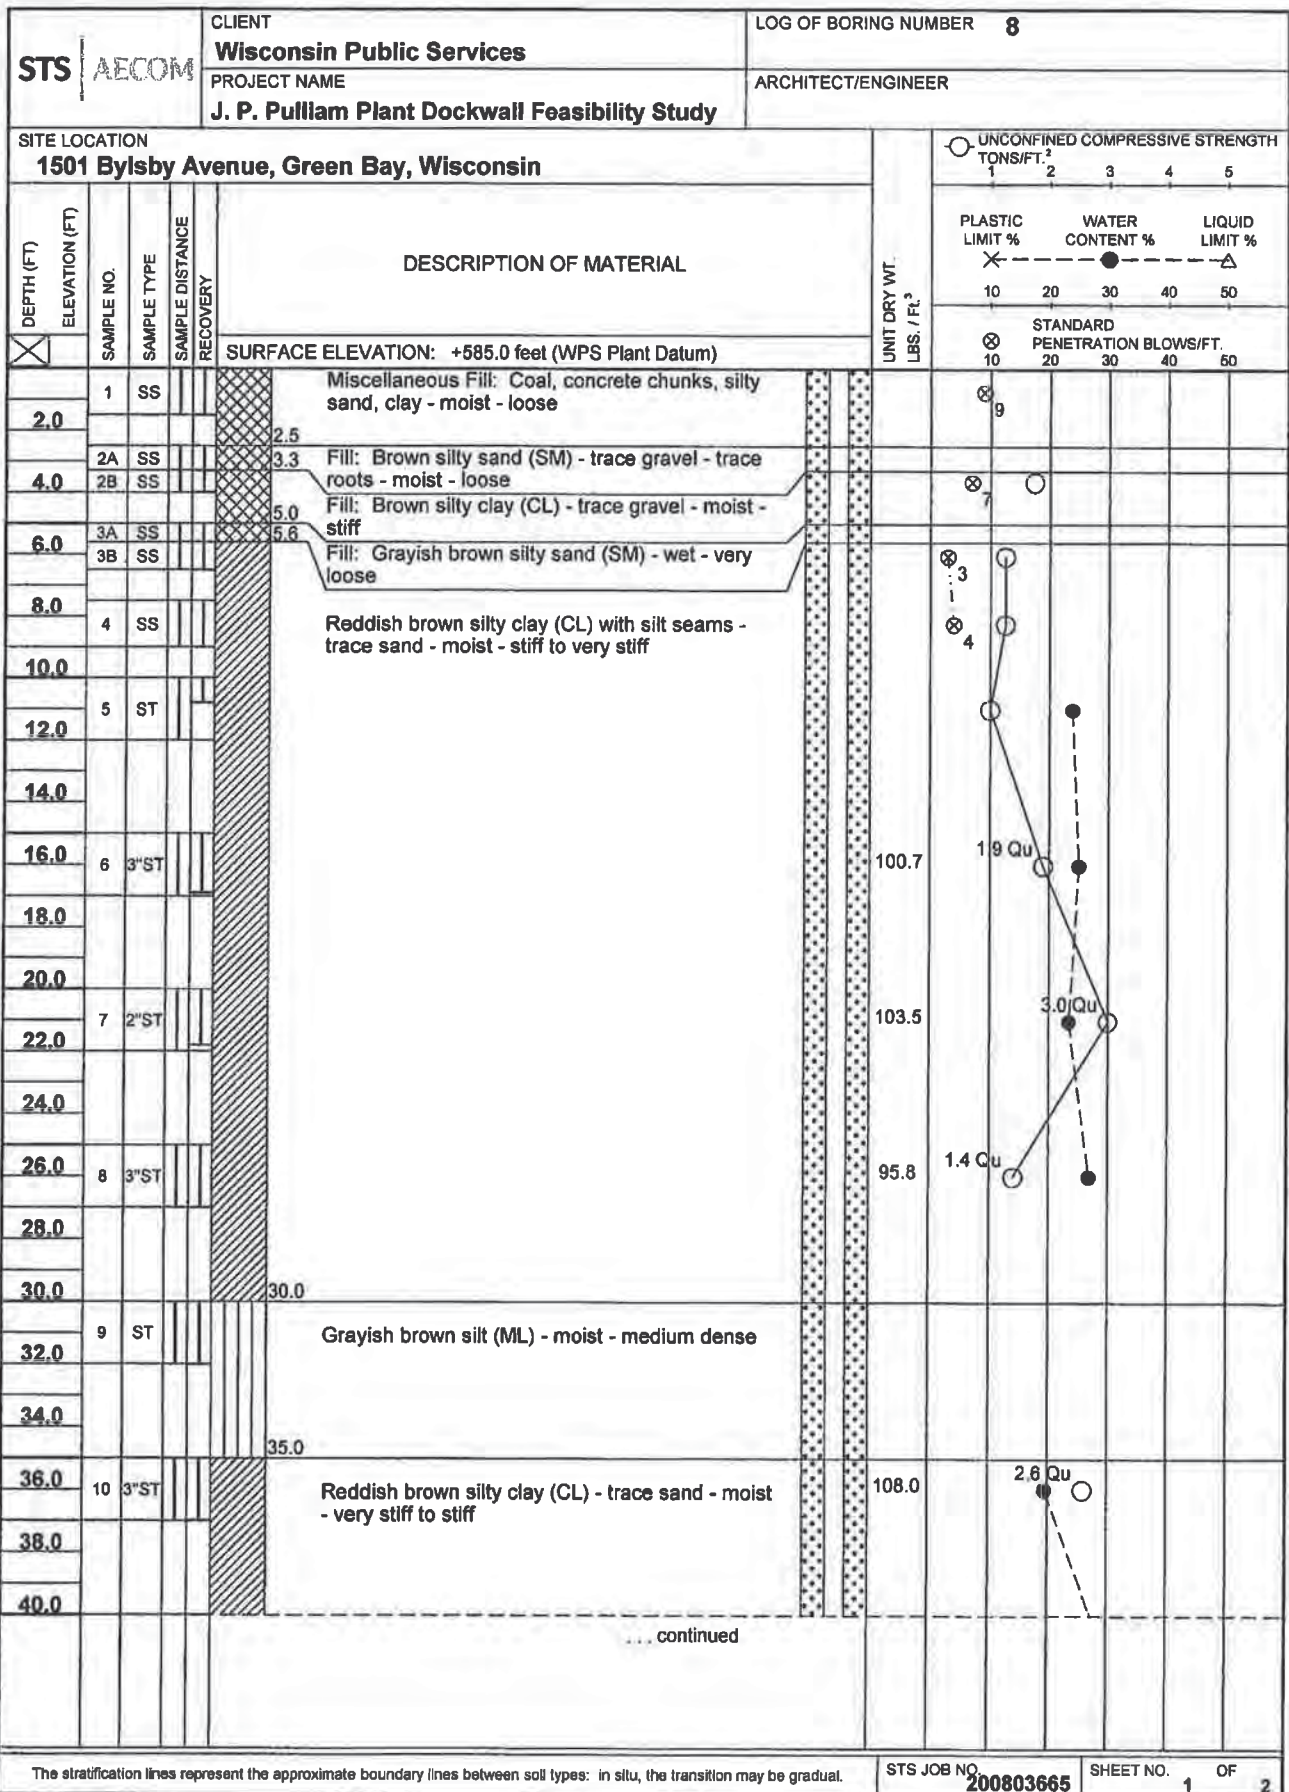 STS AECOM
CLIENT
Wisconsin Public Services
LOG OF BORING NUMBER 8
PROJECT NAME
J. P. Pulliam Plant Dockwall Feasibility Study
ARCHITECT/ENGINEER
SITE LOCATION
1501 Bylsby Avenue, Green Bay, Wisconsin
UNCONFINED COMPRESSIVE STRENGTH
TONS/FT.²
1 2 3 4 5
PLASTIC WATER LIQUID
LIMIT % CONTENT % LIMIT %
10 20 30 40 50
STANDARD
PENETRATION BLOWS/FT.
10 20 30 40 50
DEPTH (FT)
ELEVATION (FT)
SAMPLE NO.
SAMPLE TYPE
SAMPLE DISTANCE
RECOVERY
DESCRIPTION OF MATERIAL
UNIT DRY WT.
LBS. / Ft.³
SURFACE ELEVATION: +585.0 feet (WPS Plant Datum)
1 SS
Miscellaneous Fill: Coal, concrete chunks, silty
sand, clay - moist - loose
9
2.0
2.5
2A SS
3.3
Fill: Brown silty sand (SM) - trace gravel - trace
roots - moist - loose
4.0
2B SS
7
5.0
Fill: Brown silty clay (CL) - trace gravel - moist -
stiff
3A SS
5.6
6.0
3B SS
Fill: Grayish brown silty sand (SM) - wet - very
loose
3
8.0
4 SS
Reddish brown silty clay (CL) with silt seams -
trace sand - moist - stiff to very stiff
4
10.0
5 ST
12.0
14.0
16.0
6 3"ST
100.7
1.9 Qu
18.0
20.0
7 2"ST
103.5
3.0 Qu
22.0
24.0
26.0
8 3"ST
95.8
1.4 Qu
28.0
30.0
30.0
9 ST
Grayish brown silt (ML) - moist - medium dense
32.0
34.0
35.0
36.0
10 3"ST
Reddish brown silty clay (CL) - trace sand - moist
- very stiff to stiff
108.0
2.6 Qu
38.0
40.0
... continued
The stratification lines represent the approximate boundary lines between soil types: in situ, the transition may be gradual.
STS JOB NO.
200803665
SHEET NO. OF
1 2